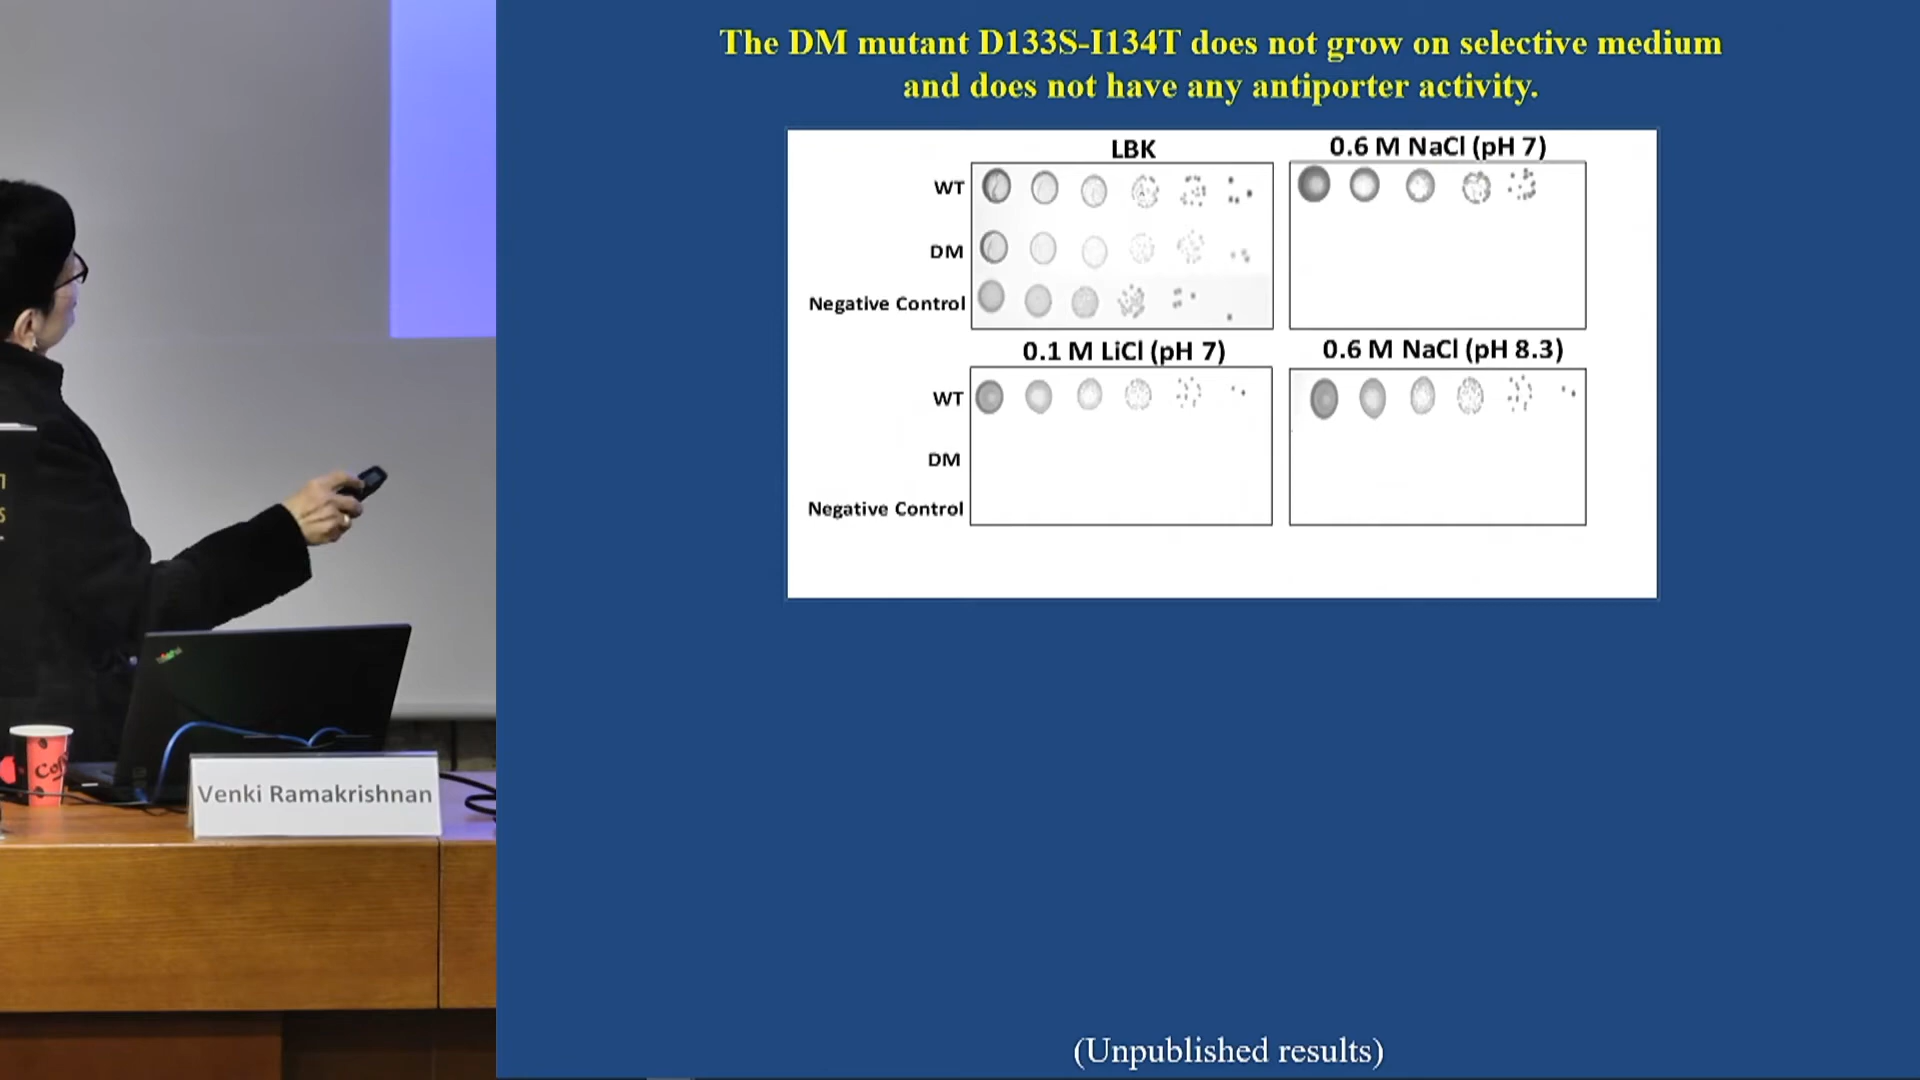 The DM mutant D133S-I134T does not grow on selective medium
and does not have any antiporter activity.
LBK
0.6 M NaCl (pH 7)
WT
DM
Negative Control
0.1 M LiCl (pH 7)
0.6 M NaCl (pH 8.3)
WT
DM
Negative Control
(Unpublished results)
Venki Ramakrishnan